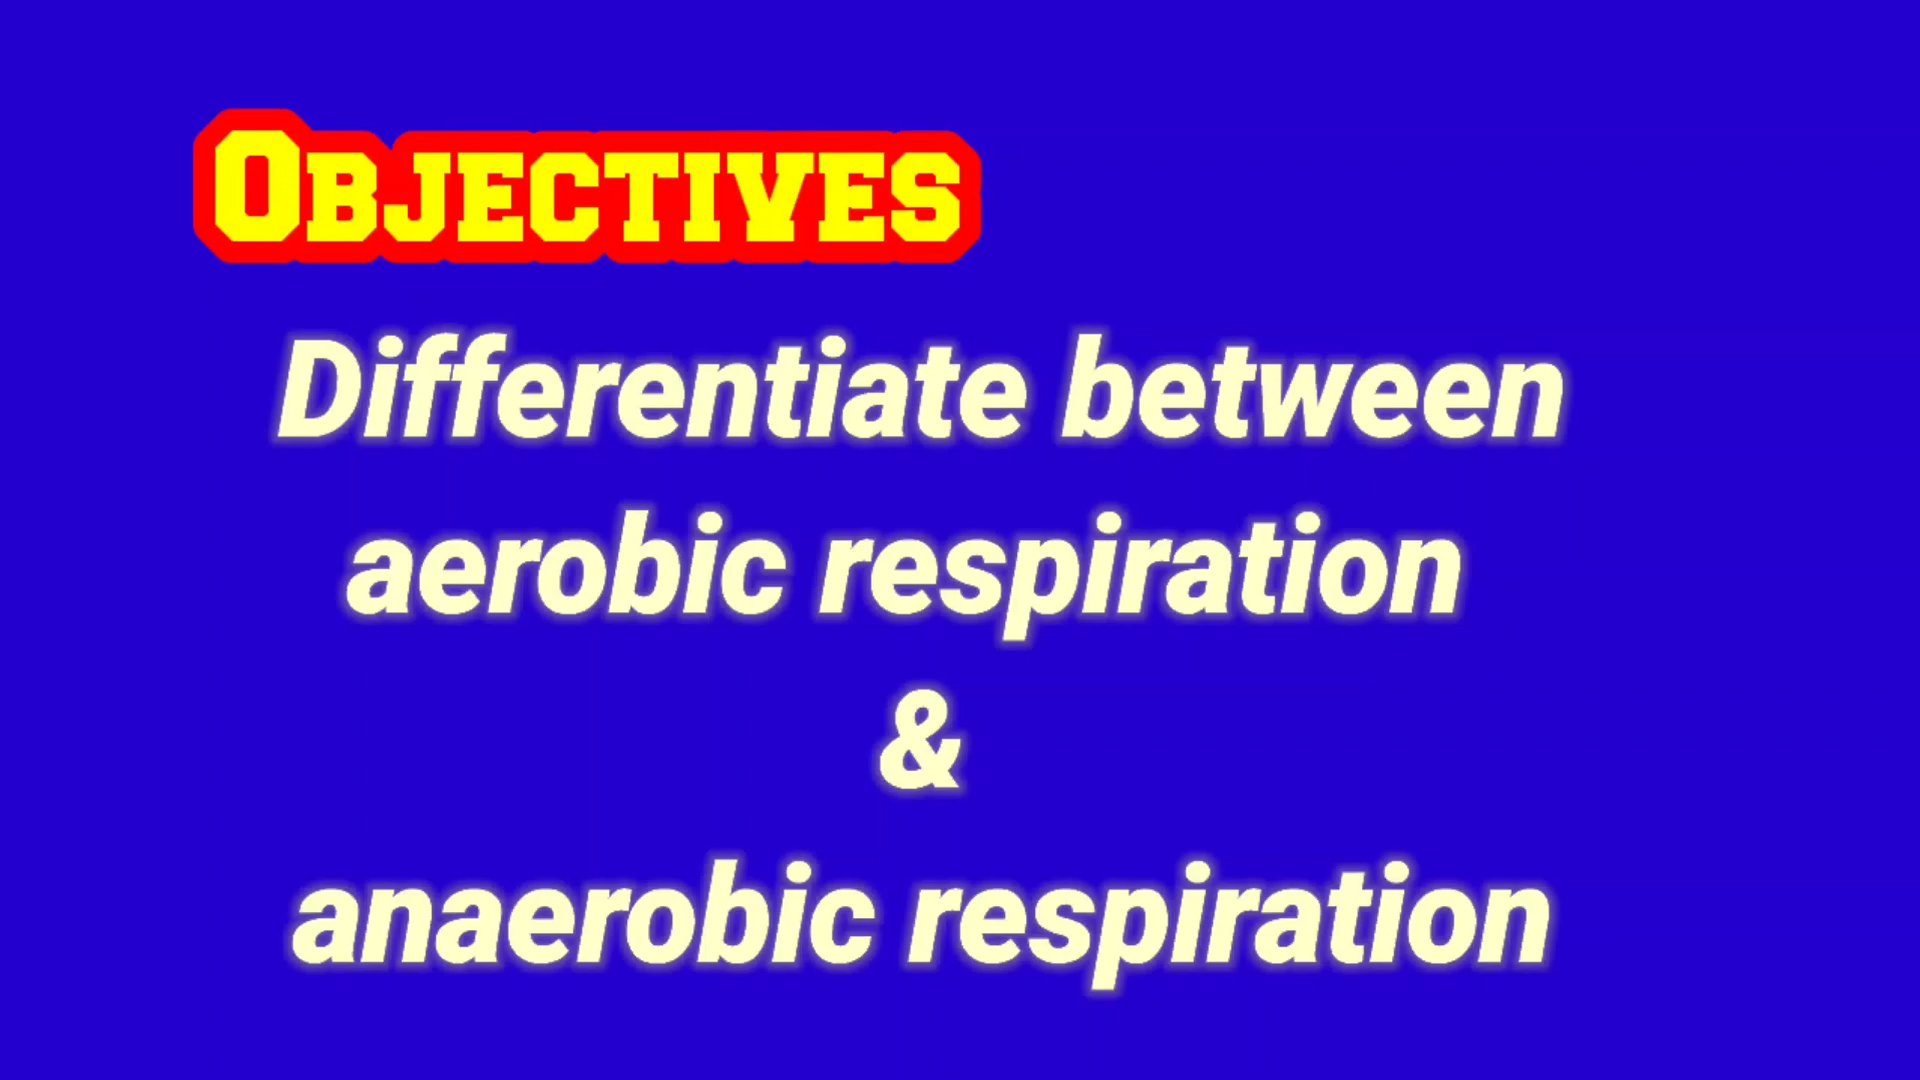 Objectives
Differentiate between
aerobic respiration
&
anaerobic respiration